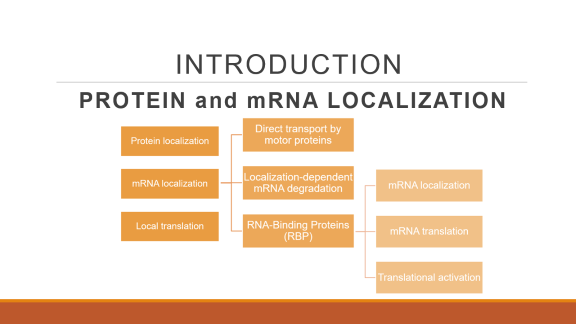 INTRODUCTION
PROTEIN and mRNA LOCALIZATION
Protein localization
mRNA localization
Local translation
Direct transport by
motor proteins
Localization-dependent
mRNA degradation
RNA-Binding Proteins
(RBP)
mRNA localization
mRNA translation
Translational activation